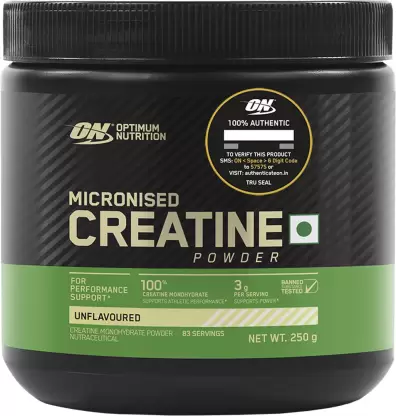 ON OPTIMUM
NUTRITION
ON
100% AUTHENTIC
TO VERIFY THIS PRODUCT
SMS: ON < Space > 6 Digit Code
to 57575 or
VISIT: authenticateon.in
TRU SEAL
MICRONISED
CREATINE
POWDER
FOR
PERFORMANCE
SUPPORT*
100%
CREATINE MONOHYDRATE
SUPPORTS ATHLETIC PERFORMANCE*
3g
PER SERVING
SUPPORTS POWER*
BANNED
SUBSTANCE
TESTED
UNFLAVOURED
CREATINE MONOHYDRATE POWDER
NUTRACEUTICAL
83 SERVINGS
NET WT. 250 g